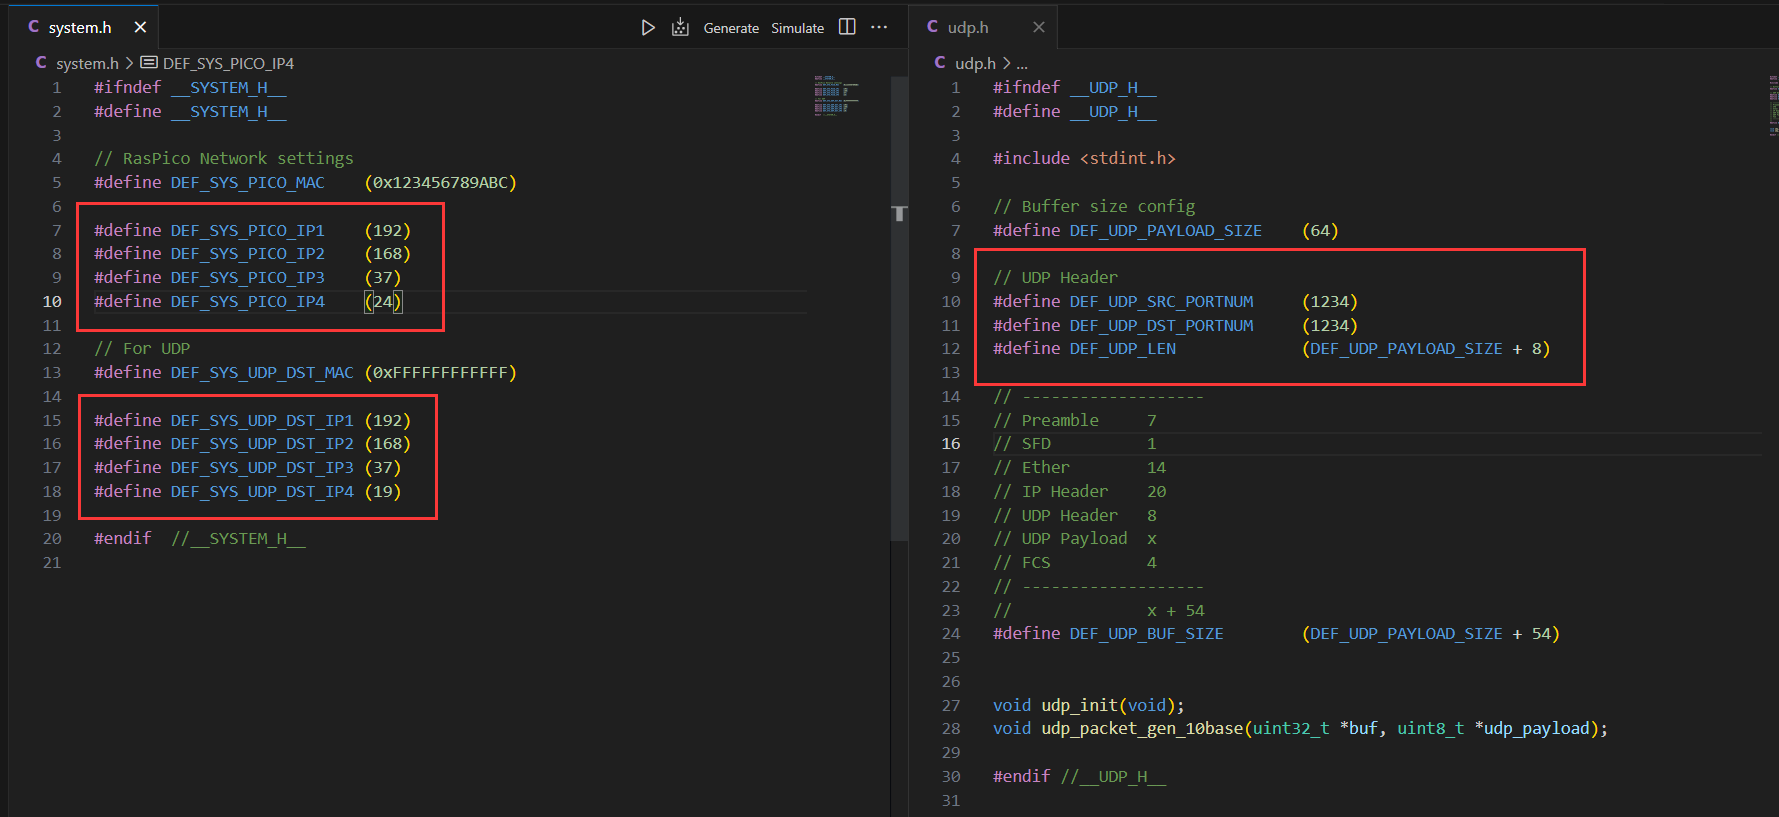 C system.h ×
Generate Simulate ...
C system.h > DEF_SYS_PICO_IP4
1 #ifndef __SYSTEM_H__
2 #define __SYSTEM_H__
3
4 // RasPico Network settings
5 #define DEF_SYS_PICO_MAC (0x123456789ABC)
6
7 #define DEF_SYS_PICO_IP1 (192)
8 #define DEF_SYS_PICO_IP2 (168)
9 #define DEF_SYS_PICO_IP3 (37)
10 #define DEF_SYS_PICO_IP4 (24)
11
12 // For UDP
13 #define DEF_SYS_UDP_DST_MAC (0xFFFFFFFFFFFF)
14
15 #define DEF_SYS_UDP_DST_IP1 (192)
16 #define DEF_SYS_UDP_DST_IP2 (168)
17 #define DEF_SYS_UDP_DST_IP3 (37)
18 #define DEF_SYS_UDP_DST_IP4 (19)
19
20 #endif //__SYSTEM_H__
21
C udp.h ×
C udp.h > ...
1 #ifndef __UDP_H__
2 #define __UDP_H__
3
4 #include <stdint.h>
5
6 // Buffer size config
7 #define DEF_UDP_PAYLOAD_SIZE (64)
8
9 // UDP Header
10 #define DEF_UDP_SRC_PORTNUM (1234)
11 #define DEF_UDP_DST_PORTNUM (1234)
12 #define DEF_UDP_LEN (DEF_UDP_PAYLOAD_SIZE + 8)
13
14 // -------------------
15 // Preamble 7
16 // SFD 1
17 // Ether 14
18 // IP Header 20
19 // UDP Header 8
20 // UDP Payload x
21 // FCS 4
22 // -------------------
23 // x + 54
24 #define DEF_UDP_BUF_SIZE (DEF_UDP_PAYLOAD_SIZE + 54)
25
26
27 void udp_init(void);
28 void udp_packet_gen_10base(uint32_t *buf, uint8_t *udp_payload);
29
30 #endif //__UDP_H__
31